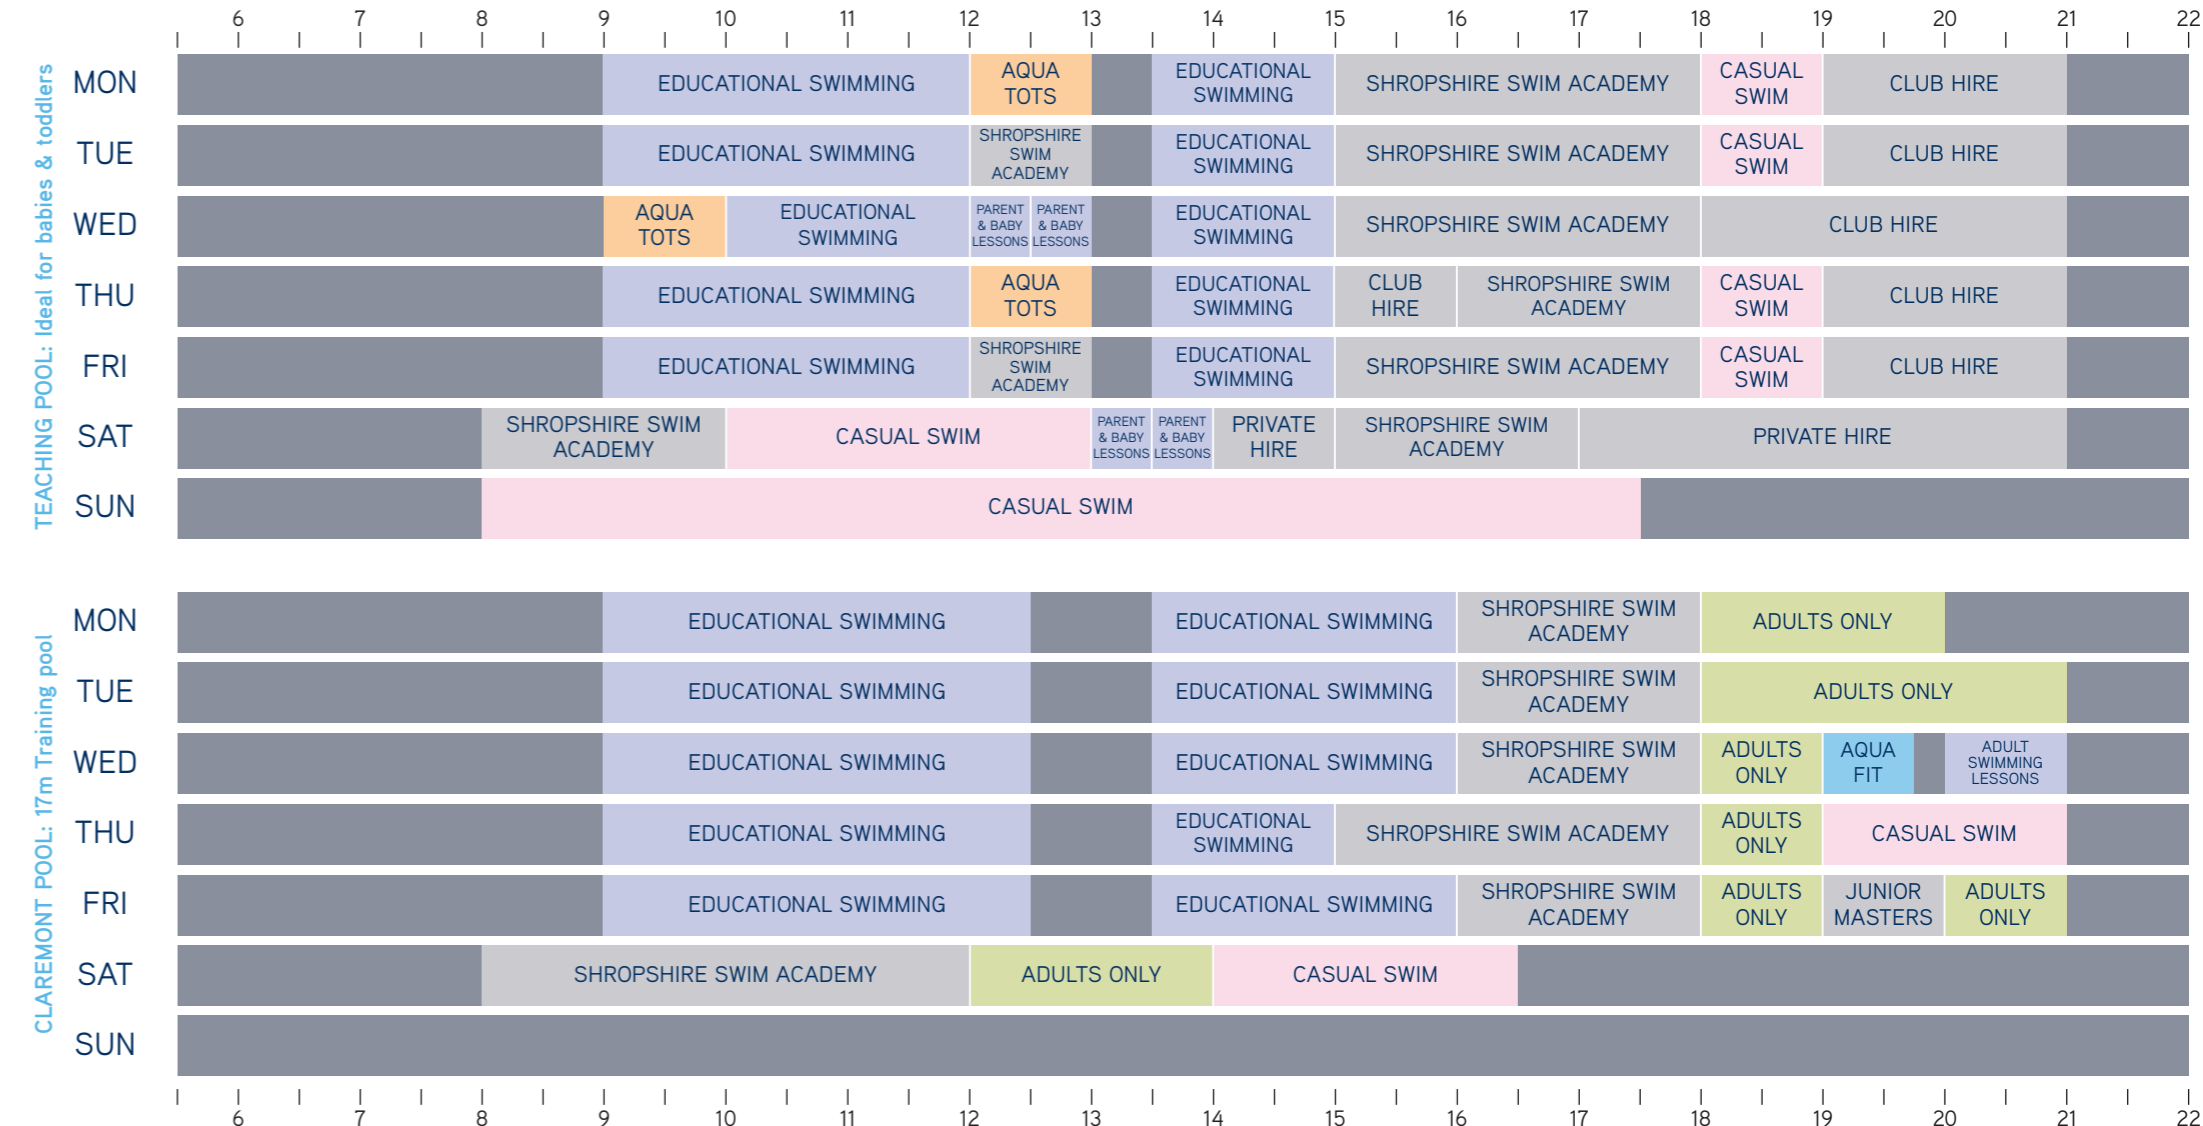 6 7 8 9 10 11 12 13 14 15 16 17 18 19 20 21 22
TEACHING POOL: Ideal for babies & toddlers
MON
EDUCATIONAL SWIMMING
AQUA
TOTS
EDUCATIONAL
SWIMMING
SHROPSHIRE SWIM ACADEMY
CASUAL
SWIM
CLUB HIRE
TUE
EDUCATIONAL SWIMMING
SHROPSHIRE
SWIM
ACADEMY
EDUCATIONAL
SWIMMING
SHROPSHIRE SWIM ACADEMY
CASUAL
SWIM
CLUB HIRE
WED
AQUA
TOTS
EDUCATIONAL
SWIMMING
PARENT
& BABY
LESSONS
PARENT
& BABY
LESSONS
EDUCATIONAL
SWIMMING
SHROPSHIRE SWIM ACADEMY
CLUB HIRE
THU
EDUCATIONAL SWIMMING
AQUA
TOTS
EDUCATIONAL
SWIMMING
CLUB
HIRE
SHROPSHIRE SWIM
ACADEMY
CASUAL
SWIM
CLUB HIRE
FRI
EDUCATIONAL SWIMMING
SHROPSHIRE
SWIM
ACADEMY
EDUCATIONAL
SWIMMING
SHROPSHIRE SWIM ACADEMY
CASUAL
SWIM
CLUB HIRE
SAT
SHROPSHIRE SWIM
ACADEMY
CASUAL SWIM
PARENT
& BABY
LESSONS
PARENT
& BABY
LESSONS
PRIVATE
HIRE
SHROPSHIRE SWIM
ACADEMY
PRIVATE HIRE
SUN
CASUAL SWIM
CLAREMONT POOL: 17m Training pool
MON
EDUCATIONAL SWIMMING
EDUCATIONAL SWIMMING
SHROPSHIRE SWIM
ACADEMY
ADULTS ONLY
TUE
EDUCATIONAL SWIMMING
EDUCATIONAL SWIMMING
SHROPSHIRE SWIM
ACADEMY
ADULTS ONLY
WED
EDUCATIONAL SWIMMING
EDUCATIONAL SWIMMING
SHROPSHIRE SWIM
ACADEMY
ADULTS
ONLY
AQUA
FIT
ADULT
SWIMMING
LESSONS
THU
EDUCATIONAL SWIMMING
EDUCATIONAL
SWIMMING
SHROPSHIRE SWIM ACADEMY
ADULTS
ONLY
CASUAL SWIM
FRI
EDUCATIONAL SWIMMING
EDUCATIONAL SWIMMING
SHROPSHIRE SWIM
ACADEMY
ADULTS
ONLY
JUNIOR
MASTERS
ADULTS
ONLY
SAT
SHROPSHIRE SWIM ACADEMY
ADULTS ONLY
CASUAL SWIM
SUN
6 7 8 9 10 11 12 13 14 15 16 17 18 19 20 21 22